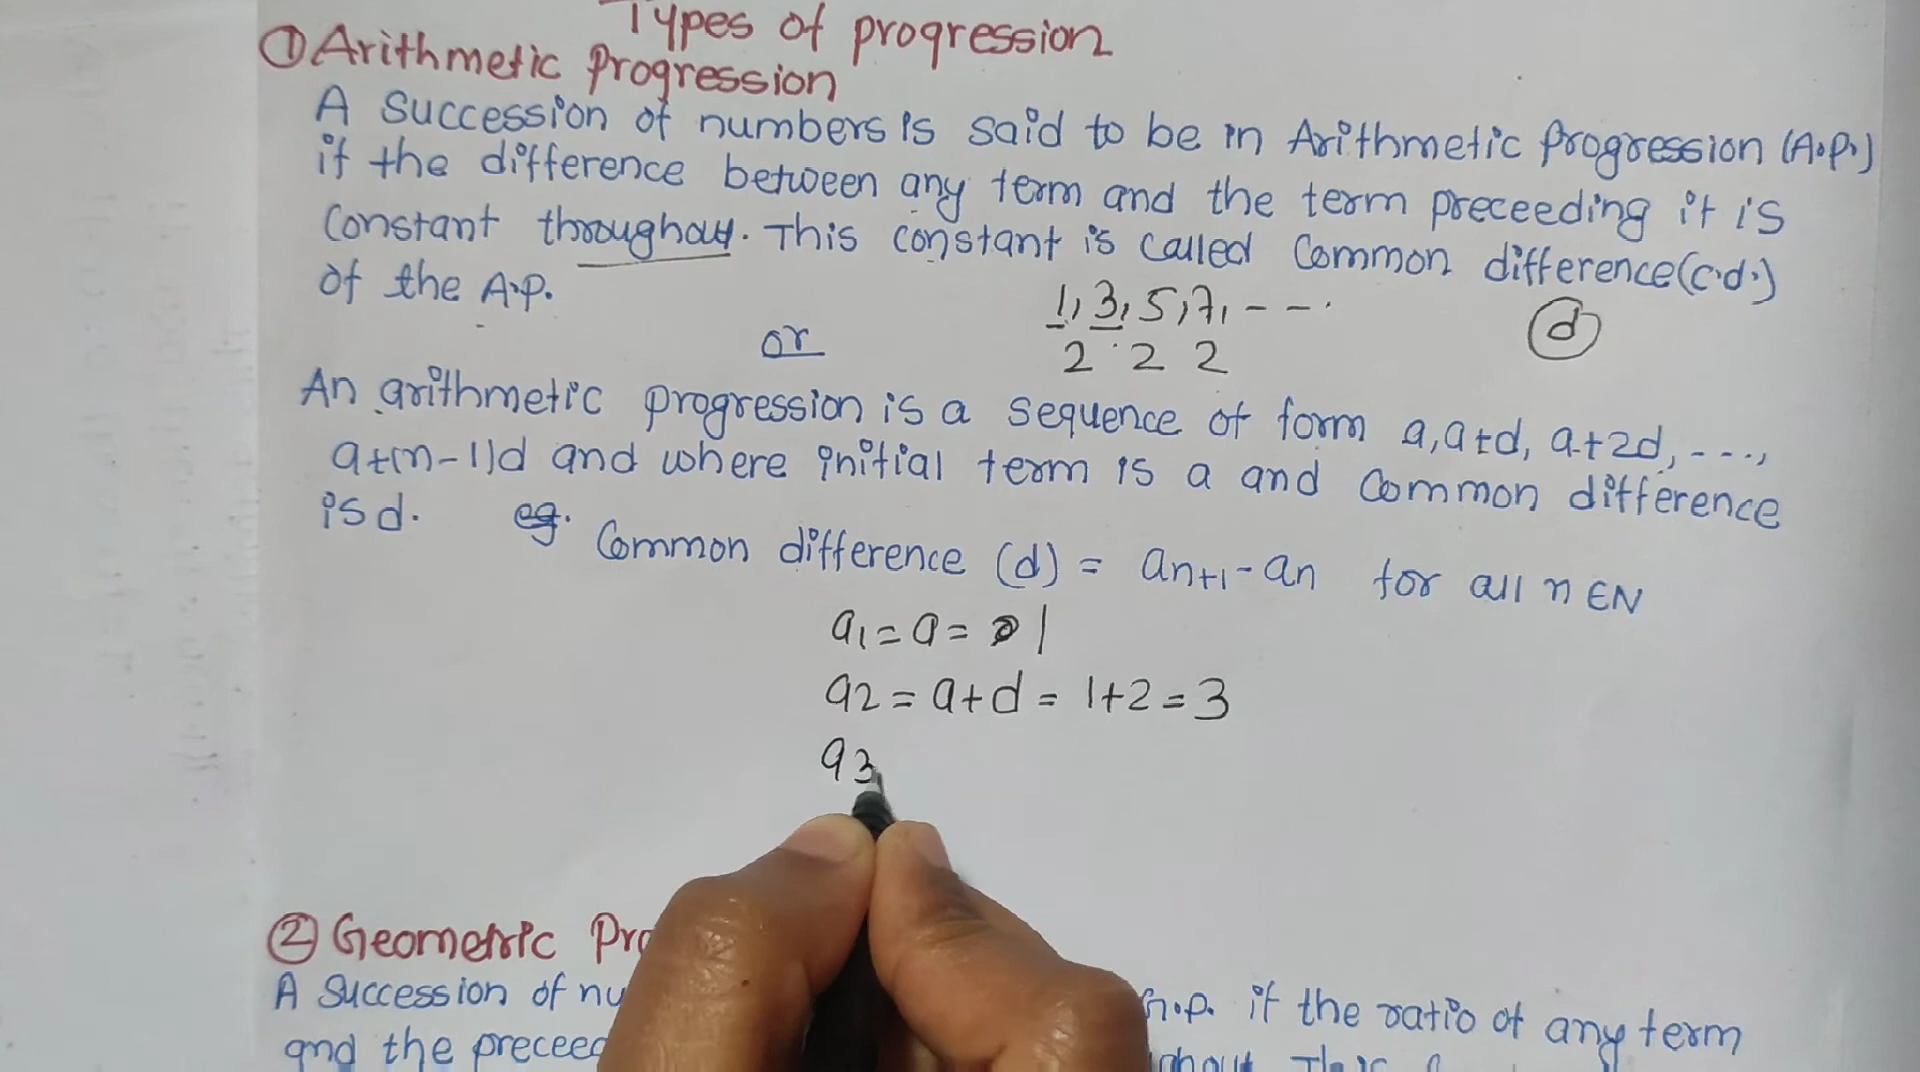 Types of progression
① Arithmetic Progression
A succession of numbers is said to be in Arithmetic Progression (A.P.)
if the difference between any term and the term preceeding it is
Constant throughout. This constant is called Common difference (c.d.)
of the A.P.
1, 3, 5, 7, - - .
d
or
2 2 2
An arithmetic progression is a sequence of form a, a+d, a+2d, - - -,
a+(n-1)d and where initial term is a and common difference
is d. eg. Common difference (d) = an+1 - an for all n ∈N
a1 = a = 1
a2 = a+d = 1+2 = 3
a3
② Geometric
A Succession of G.P. if the ratio of any term
and the